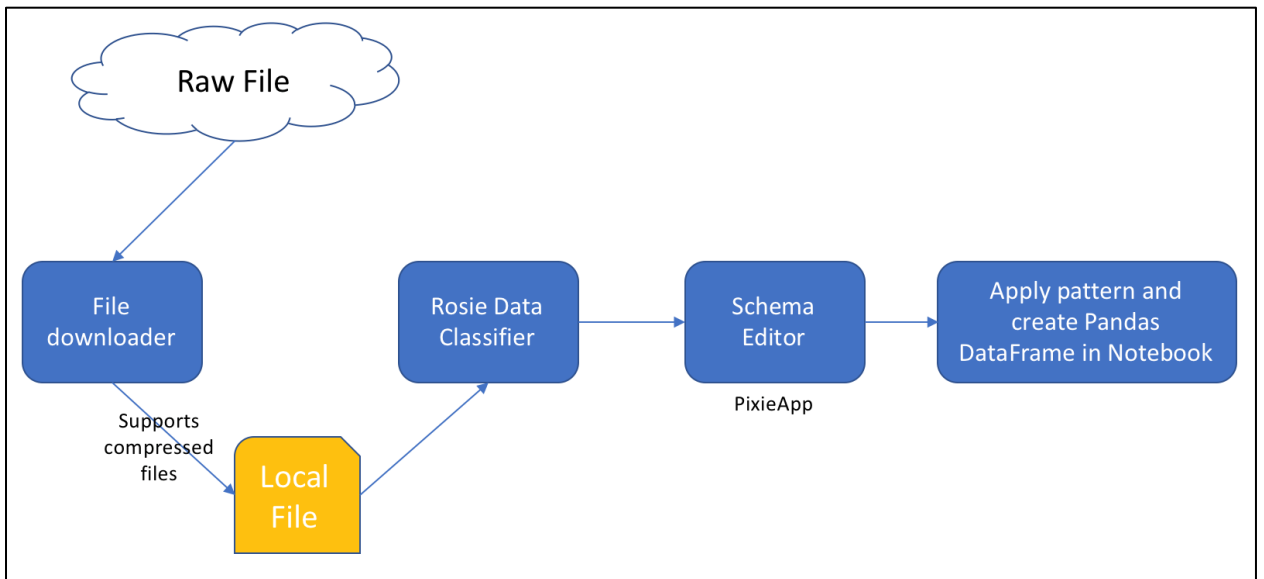 Raw File
File
downloader
Supports
compressed
files
Local
File
Rosie Data
Classifier
Schema
Editor
PixieApp
Apply pattern and
create Pandas
DataFrame in Notebook